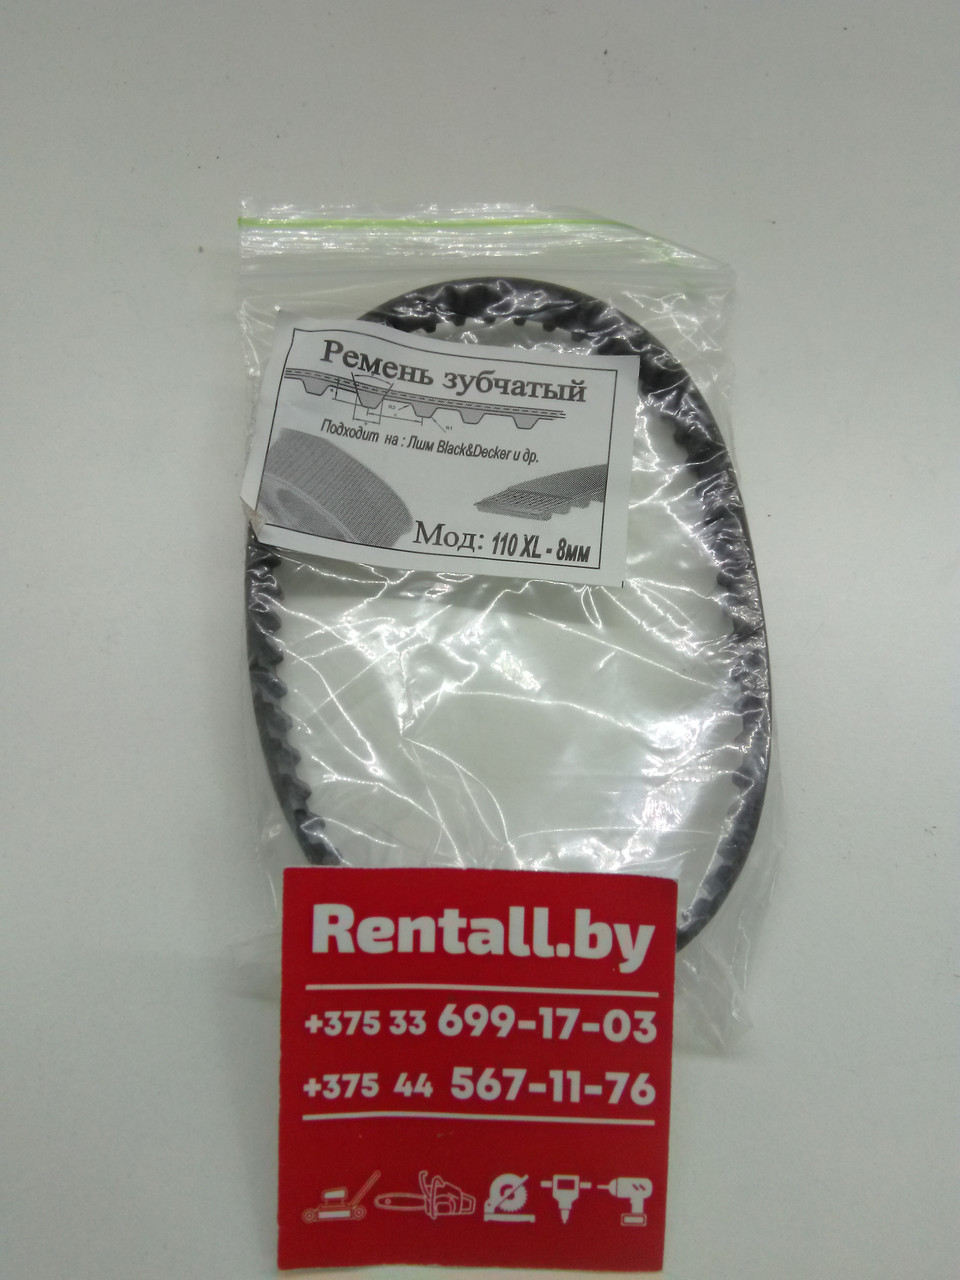 Ремень зубчатый
Подходит на : Лшм Black&Decker и др.
Мод: 110 XL - 8мм
Rentall.by
+375 33 699-17-03
+375 44 567-11-76